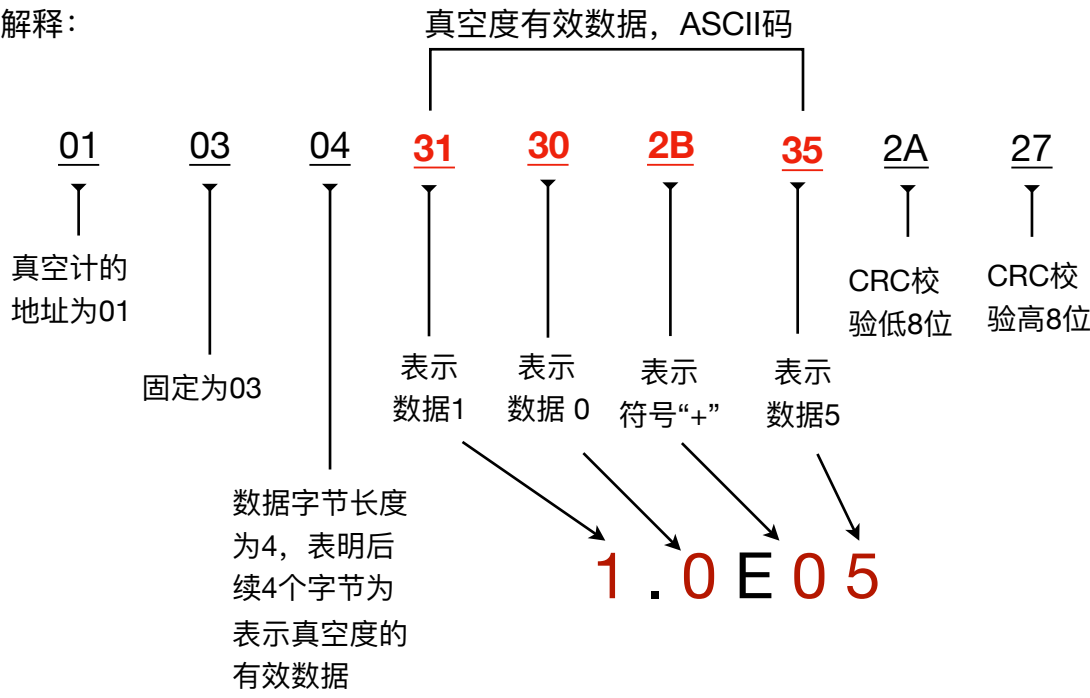 解释：
真空度有效数据，ASCII码
01 03 04 31 30 2B 35 2A 27
真空计的
地址为01
固定为03
数据字节长度
为4，表明后
续4个字节为
表示真空度的
有效数据
表示
数据1
表示
数据 0
表示
符号“+”
表示
数据5
CRC校
验低8位
CRC校
验高8位
1.0E05